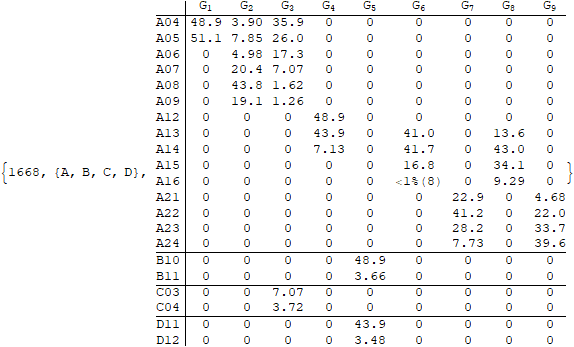 G1 G2 G3 G4 G5 G6 G7 G8 G9
A04 48.9 3.90 35.9 0 0 0 0 0 0
A05 51.1 7.85 26.0 0 0 0 0 0 0
A06 0 4.98 17.3 0 0 0 0 0 0
A07 0 20.4 7.07 0 0 0 0 0 0
A08 0 43.8 1.62 0 0 0 0 0 0
A09 0 19.1 1.26 0 0 0 0 0 0
A12 0 0 0 48.9 0 0 0 0 0
A13 0 0 0 43.9 0 41.0 0 13.6 0
A14 0 0 0 7.13 0 41.7 0 43.0 0
{1668, {A, B, C, D}, A15 0 0 0 0 0 16.8 0 34.1 0 }
A16 0 0 0 0 0 <1%(8) 0 9.29 0
A21 0 0 0 0 0 0 22.9 0 4.68
A22 0 0 0 0 0 0 41.2 0 22.0
A23 0 0 0 0 0 0 28.2 0 33.7
A24 0 0 0 0 0 0 7.73 0 39.6
B10 0 0 0 0 48.9 0 0 0 0
B11 0 0 0 0 3.66 0 0 0 0
C03 0 0 7.07 0 0 0 0 0 0
C04 0 0 3.72 0 0 0 0 0 0
D11 0 0 0 0 43.9 0 0 0 0
D12 0 0 0 0 3.48 0 0 0 0